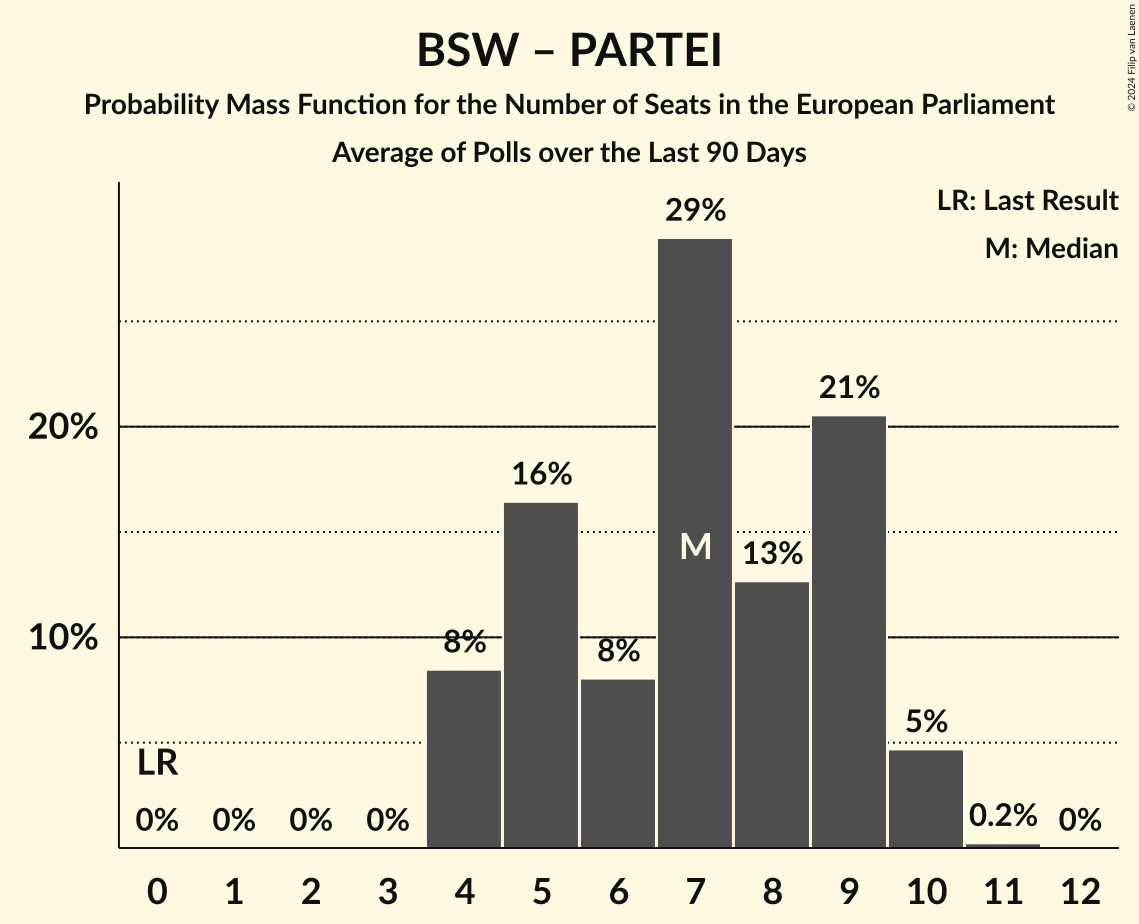 BSW – PARTEI
Probability Mass Function for the Number of Seats in the European Parliament
Average of Polls over the Last 90 Days
© 2024 Filip van Laenen
LR: Last Result
M: Median
29%
21%
20%
16%
M
13%
10%
8%
8%
5%
LR
0%
0%
0%
0%
0.2%
0%
0 1 2 3 4 5 6 7 8 9 10 11 12